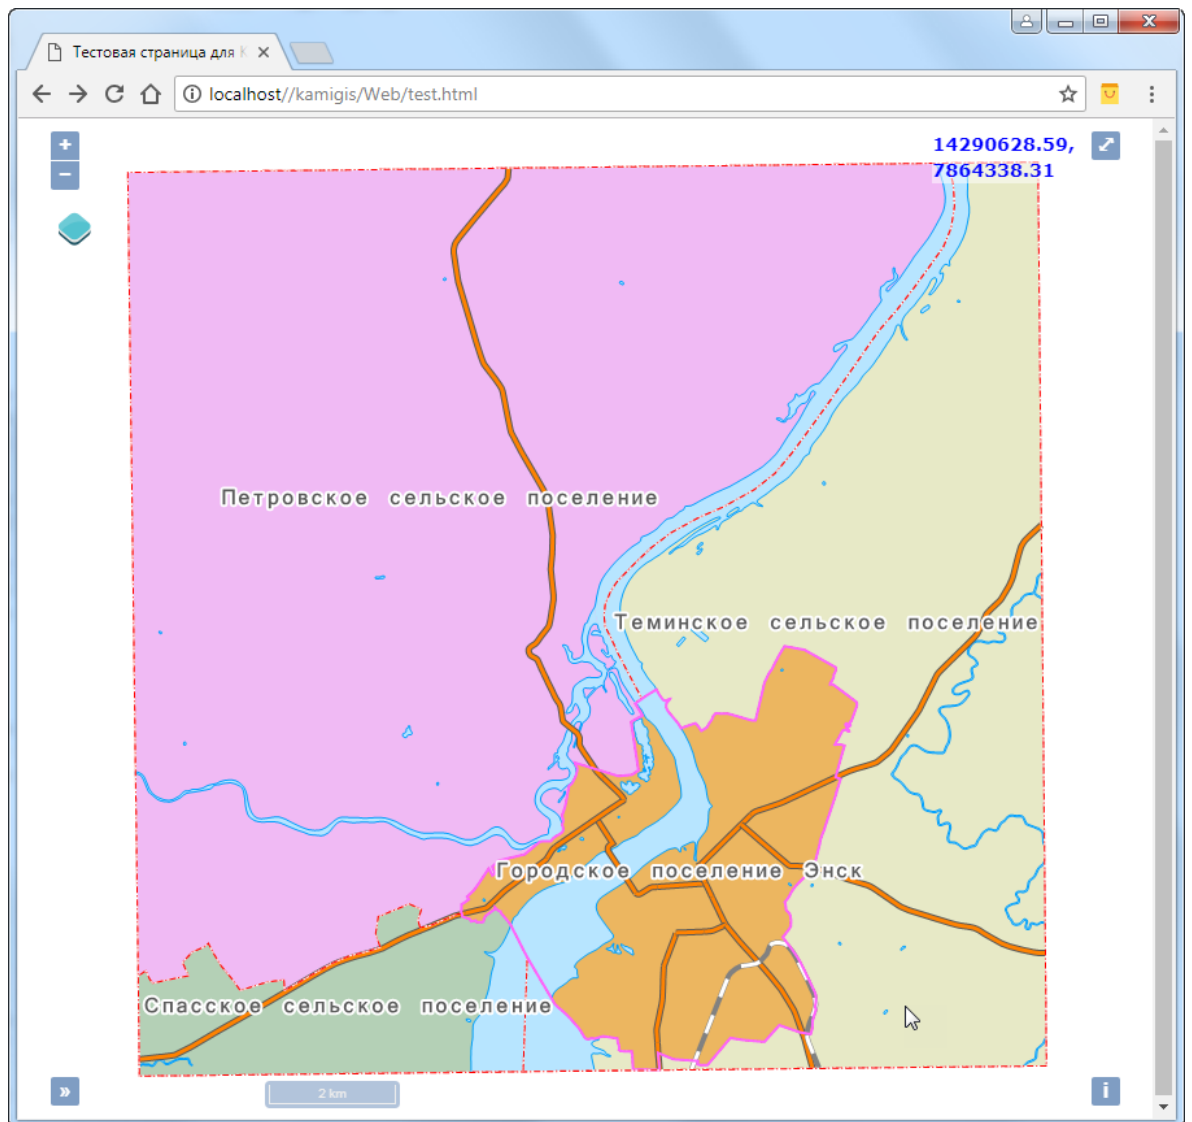 Тестовая страница для К
localhost//kamigis/Web/test.html
14290628.59,
7864338.31
Петровское сельское поселение
Теминское сельское поселение
Городское поселение Энск
Спасское сельское поселение
2 km